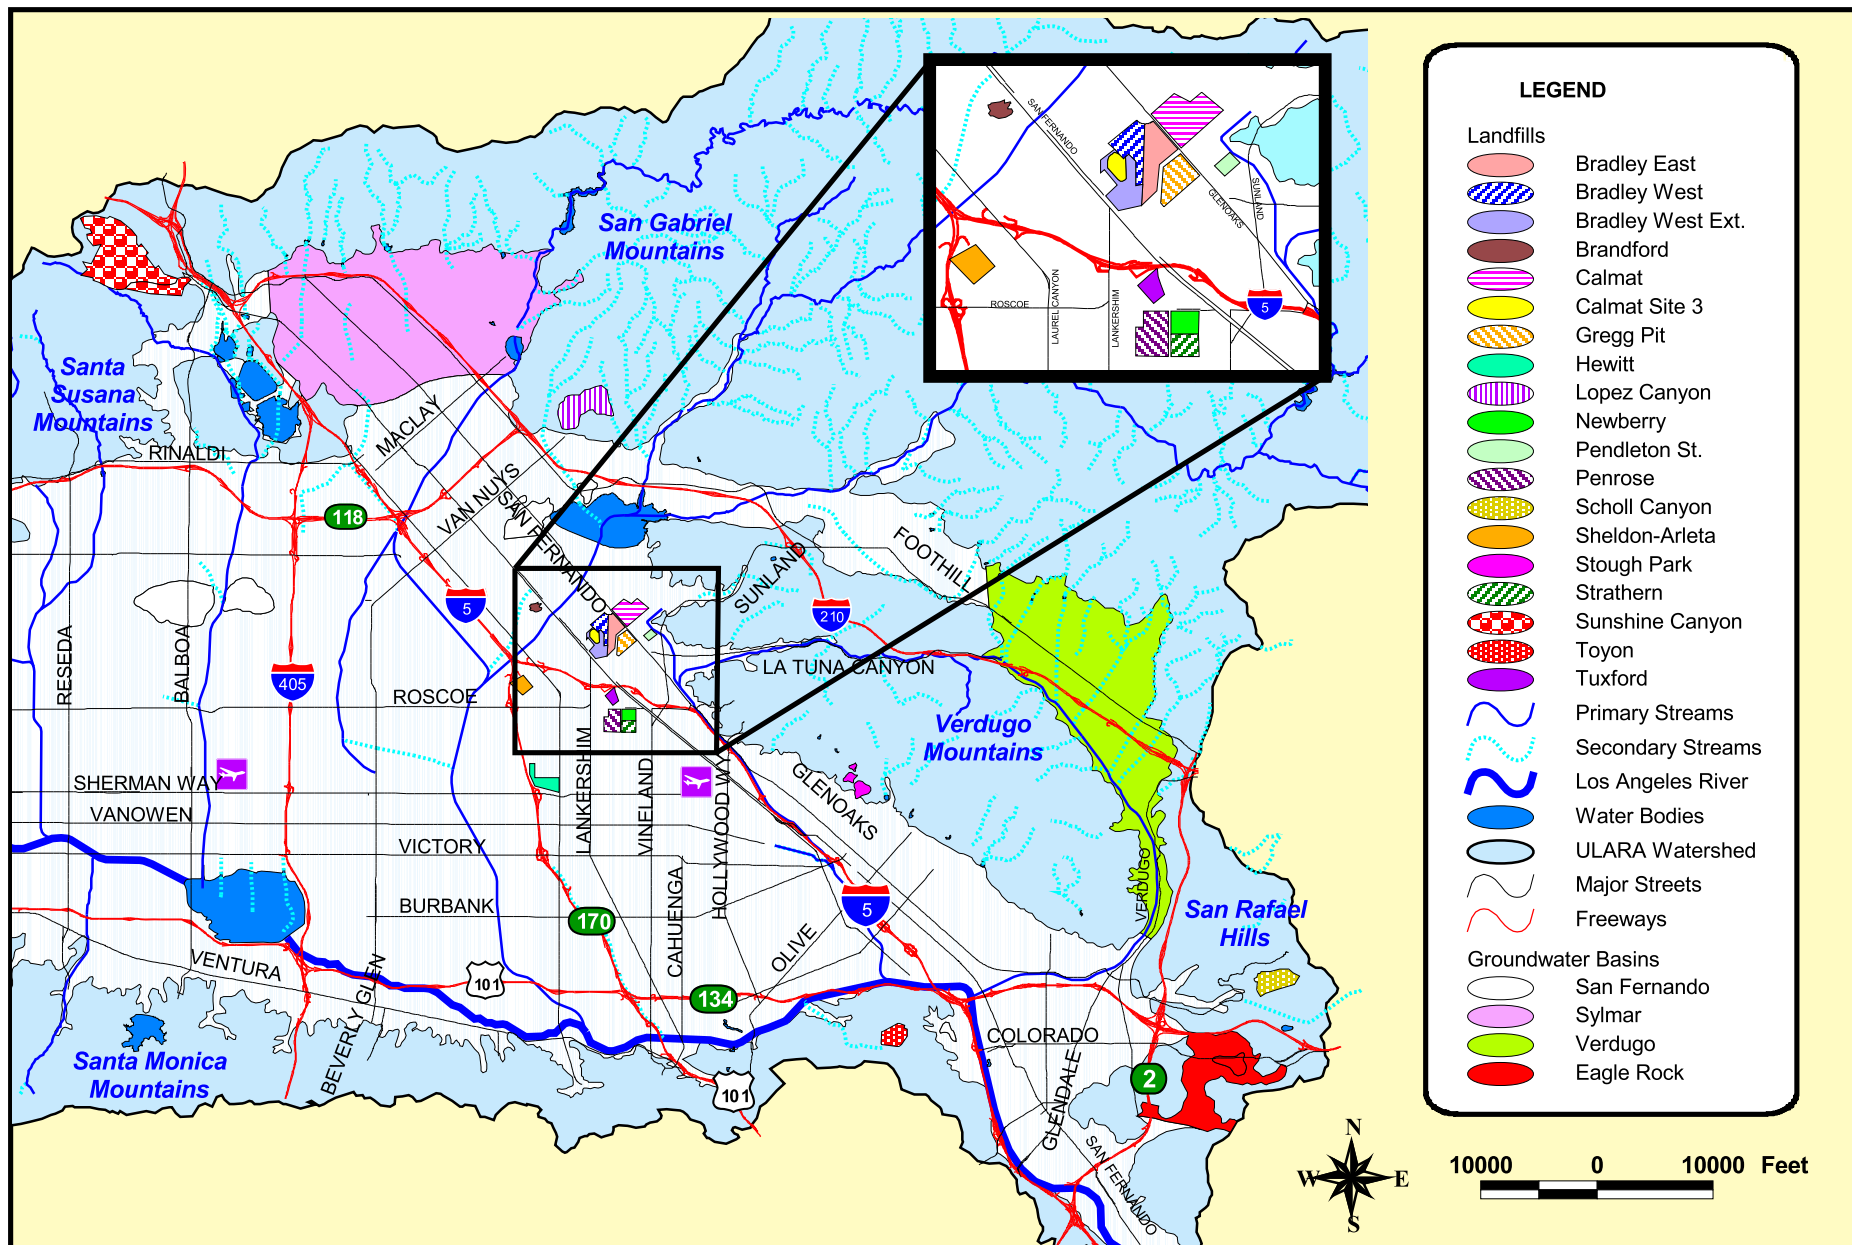 LEGEND
Landfills
Bradley East
Bradley West
Bradley West Ext.
Brandford
Calmat
Calmat Site 3
Gregg Pit
Hewitt
Lopez Canyon
Newberry
Pendleton St.
Penrose
Scholl Canyon
Sheldon-Arleta
Stough Park
Strathern
Sunshine Canyon
Toyon
Tuxford
Primary Streams
Secondary Streams
Los Angeles River
Water Bodies
ULARA Watershed
Major Streets
Freeways
Groundwater Basins
San Fernando
Sylmar
Verdugo
Eagle Rock
N
W E
S
10000 0 10000 Feet
San Gabriel
Mountains
Santa
Susana
Mountains
Verdugo
Mountains
San Rafael
Hills
Santa Monica
Mountains
SAN FERNANDO
GLENOAKS
SUNLAND
ROSCOE
LAUREL CANYON
LANKERSHIM
5
RINALDI
MACLAY
VAN NUYS
SAN FERNANDO
118
5
405
210
SUNLAND
FOOTHILL
LA TUNA CANYON
RESEDA
BALBOA
ROSCOE
SHERMAN WAY
VANOWEN
VICTORY
BURBANK
VENTURA
BEVERLY GLEN
LANKERSHIM
VINELAND
HOLLYWOOD WY
CAHUENGA
GLENOAKS
OLIVE
VERDUGO
5
170
101
134
101
2
COLORADO
GLENDALE
SAN FERNANDO